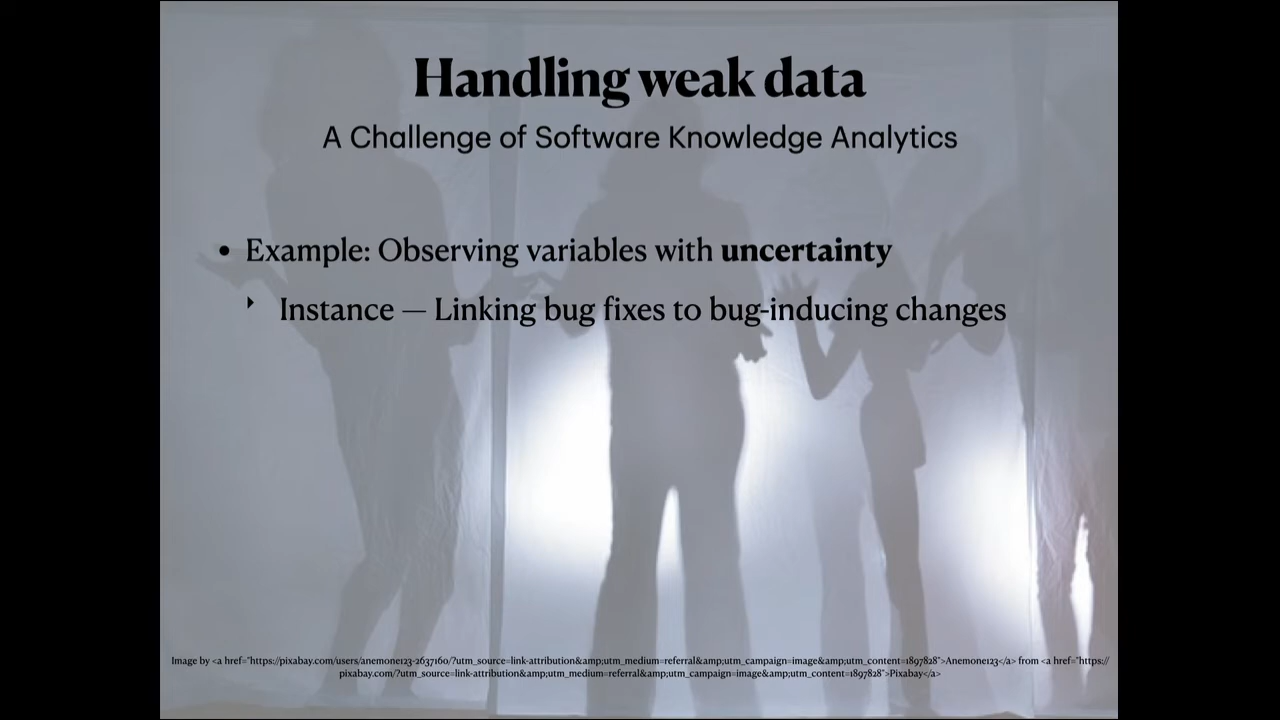 Handling weak data
A Challenge of Software Knowledge Analytics
• Example: Observing variables with uncertainty
‣ Instance — Linking bug fixes to bug-inducing changes
Image by <a href="https://pixabay.com/users/anemone123-2637160/?utm_source=link-attribution&amp;utm_medium=referral&amp;utm_campaign=image&amp;utm_content=1897828">Anemone123</a> from <a href="https://
pixabay.com/?utm_source=link-attribution&amp;utm_medium=referral&amp;utm_campaign=image&amp;utm_content=1897828">Pixabay</a>